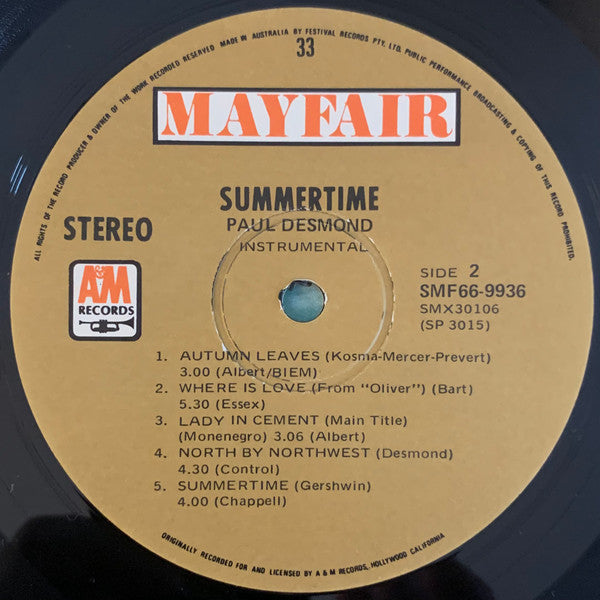 ALL RIGHTS OF THE RECORD PRODUCER & OWNER OF THE WORK RECORDED RESERVED MADE IN AUSTRALIA BY FESTIVAL RECORDS PTY. LTD. PUBLIC PERFORMANCE BROADCASTING & COPYING OF THIS RECORD PROHIBITED.
33
MAYFAIR
SUMMERTIME
PAUL DESMOND
INSTRUMENTAL
STEREO
A&M
RECORDS
SIDE 2
SMF66-9936
SMX30106
(SP 3015)
1. AUTUMN LEAVES (Kosma-Mercer-Prevert)
3.00 (Albert/BIEM)
2. WHERE IS LOVE (From "Oliver") (Bart)
5.30 (Essex)
3. LADY IN CEMENT (Main Title)
(Monenegro) 3.06 (Albert)
4. NORTH BY NORTHWEST (Desmond)
4.30 (Control)
5. SUMMERTIME (Gershwin)
4.00 (Chappell)
ORIGINALLY RECORDED FOR AND LICENSED BY A & M RECORDS, HOLLYWOOD CALIFORNIA